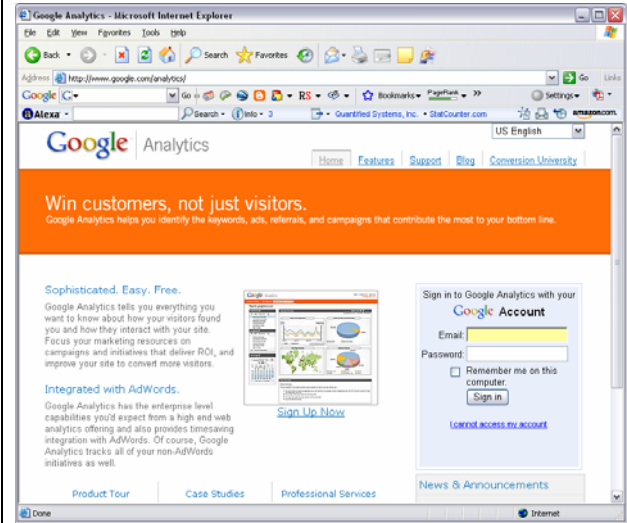 Google Analytics - Microsoft Internet Explorer
File Edit View Favorites Tools Help
Back Search Favorites
Address http://www.google.com/analytics/ Go Links
Google G Go RS Bookmarks PageRank Settings
Alexa Search Info 3 Quantified Systems, Inc. StatCounter.com amazon.com
US English
Google Analytics
Home Features Support Blog Conversion University
Win customers, not just visitors.
Google Analytics helps you identify the keywords, ads, referrals, and campaigns that contribute the most to your bottom line.
Sophisticated. Easy. Free.
Google Analytics tells you everything you
want to know about how your visitors found
you and how they interact with your site.
Focus your marketing resources on
campaigns and initiatives that deliver ROI, and
improve your site to convert more visitors.
Integrated with AdWords.
Google Analytics has the enterprise level
capabilities you'd expect from a high end web
analytics offering and also provides timesaving
integration with AdWords. Of course, Google
Analytics tracks all of your non-AdWords
initiatives as well.
Google
Sign Up Now
Sign in to Google Analytics with your
Google Account
Email:
Password:
Remember me on this
computer.
Sign in
I cannot access my account
Product Tour Case Studies Professional Services
News & Announcements
Done Internet